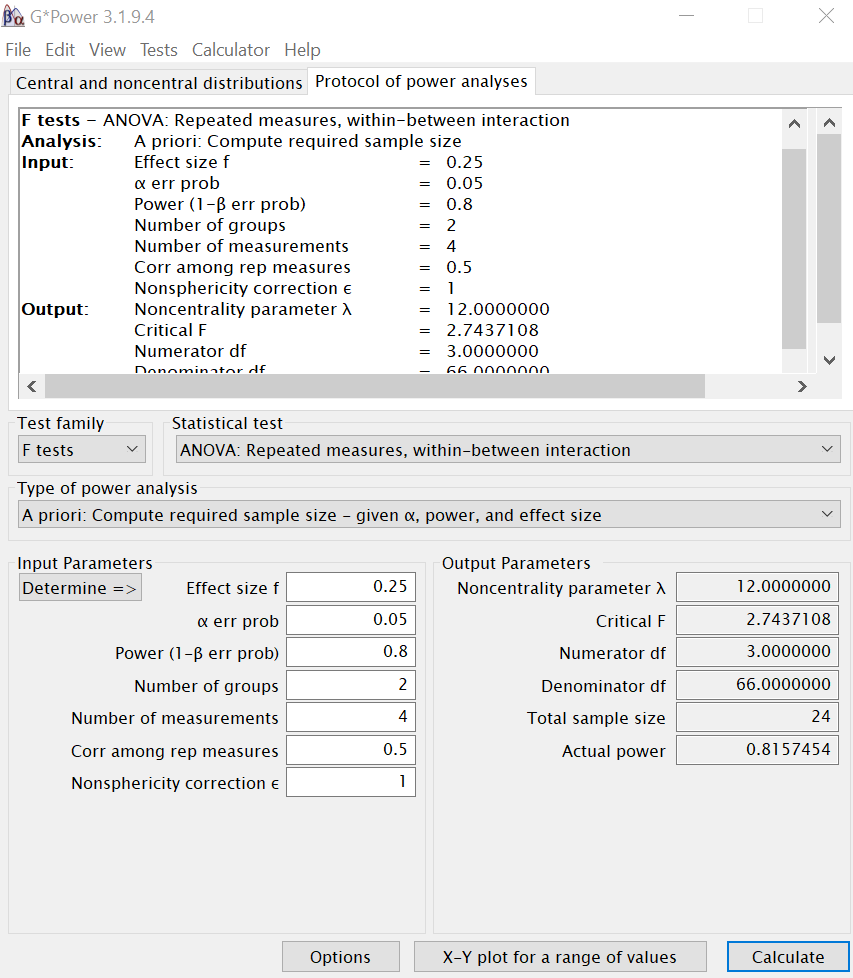 G*Power 3.1.9.4
File Edit View Tests Calculator Help
Central and noncentral distributions Protocol of power analyses
F tests – ANOVA: Repeated measures, within-between interaction
Analysis: A priori: Compute required sample size
Input: Effect size f = 0.25
α err prob = 0.05
Power (1-β err prob) = 0.8
Number of groups = 2
Number of measurements = 4
Corr among rep measures = 0.5
Nonsphericity correction ϵ = 1
Output: Noncentrality parameter λ = 12.0000000
Critical F = 2.7437108
Numerator df = 3.0000000
Denominator df = 66.0000000
Test family Statistical test
F tests ANOVA: Repeated measures, within-between interaction
Type of power analysis
A priori: Compute required sample size – given α, power, and effect size
Input Parameters Output Parameters
Determine => Effect size f 0.25 Noncentrality parameter λ 12.0000000
α err prob 0.05 Critical F 2.7437108
Power (1-β err prob) 0.8 Numerator df 3.0000000
Number of groups 2 Denominator df 66.0000000
Number of measurements 4 Total sample size 24
Corr among rep measures 0.5 Actual power 0.8157454
Nonsphericity correction ϵ 1
Options X-Y plot for a range of values Calculate